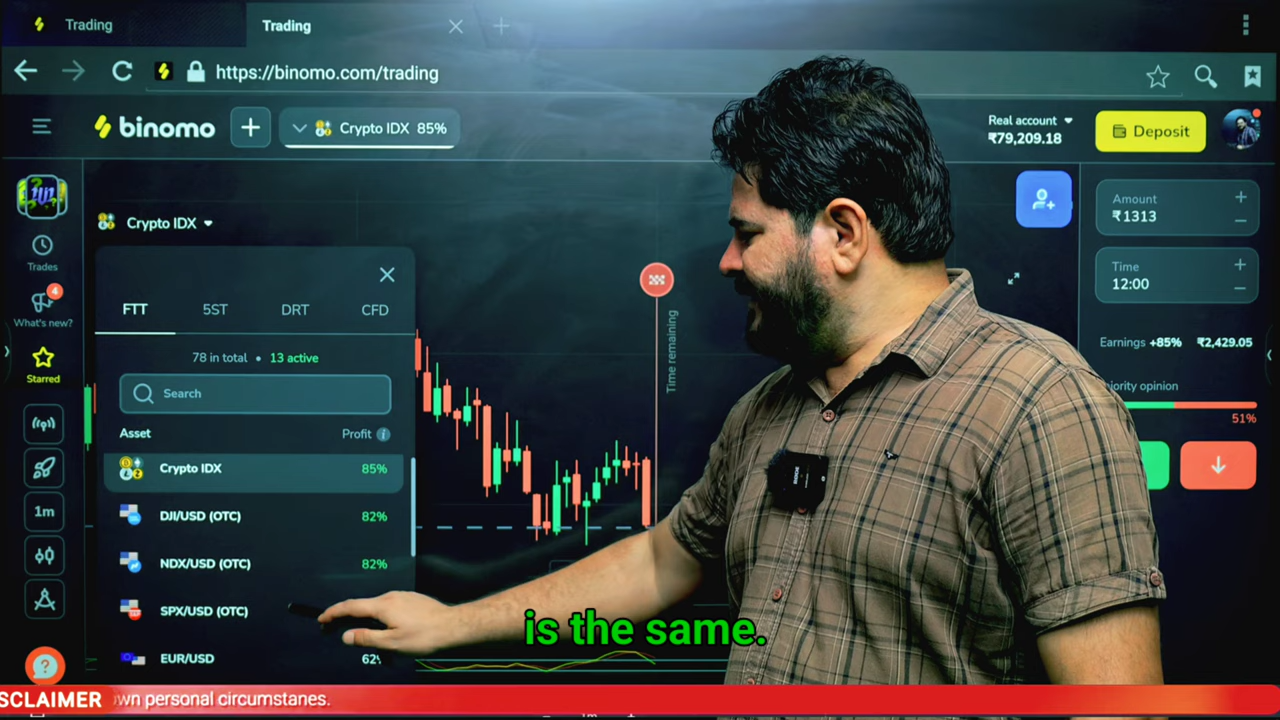 Trading
Trading
https://binomo.com/trading
binomo
Crypto IDX 85%
Real account
₹79,209.18
Deposit
Crypto IDX
Trades
4
What's new?
Starred
1m
FTT 5ST DRT CFD
78 in total • 13 active
Search
Asset Profit
Crypto IDX 85%
DJI/USD (OTC) 82%
NDX/USD (OTC) 82%
SPX/USD (OTC)
EUR/USD 62%
Time remaining
Amount
₹1313
Time
12:00
Earnings +85% ₹2,429.05
opinion
51%
is the same.
personal circumstanes.